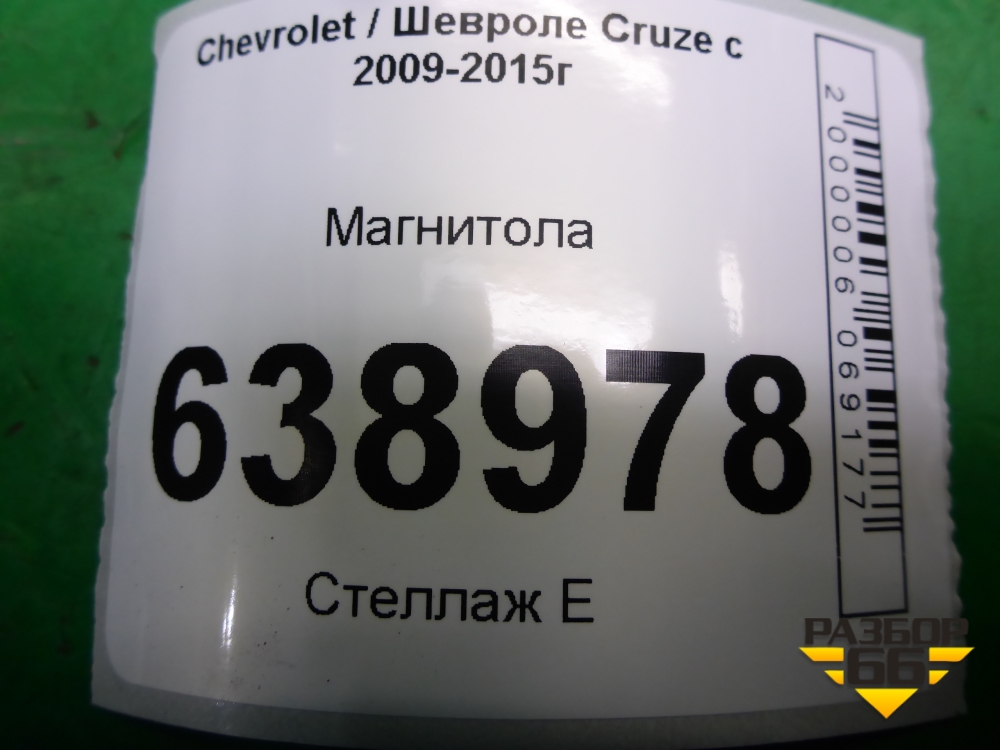 Chevrolet / Шевроле Cruze с
2009-2015г
Магнитола
638978
Стеллаж Е
2000006069177
РАЗБОР
66